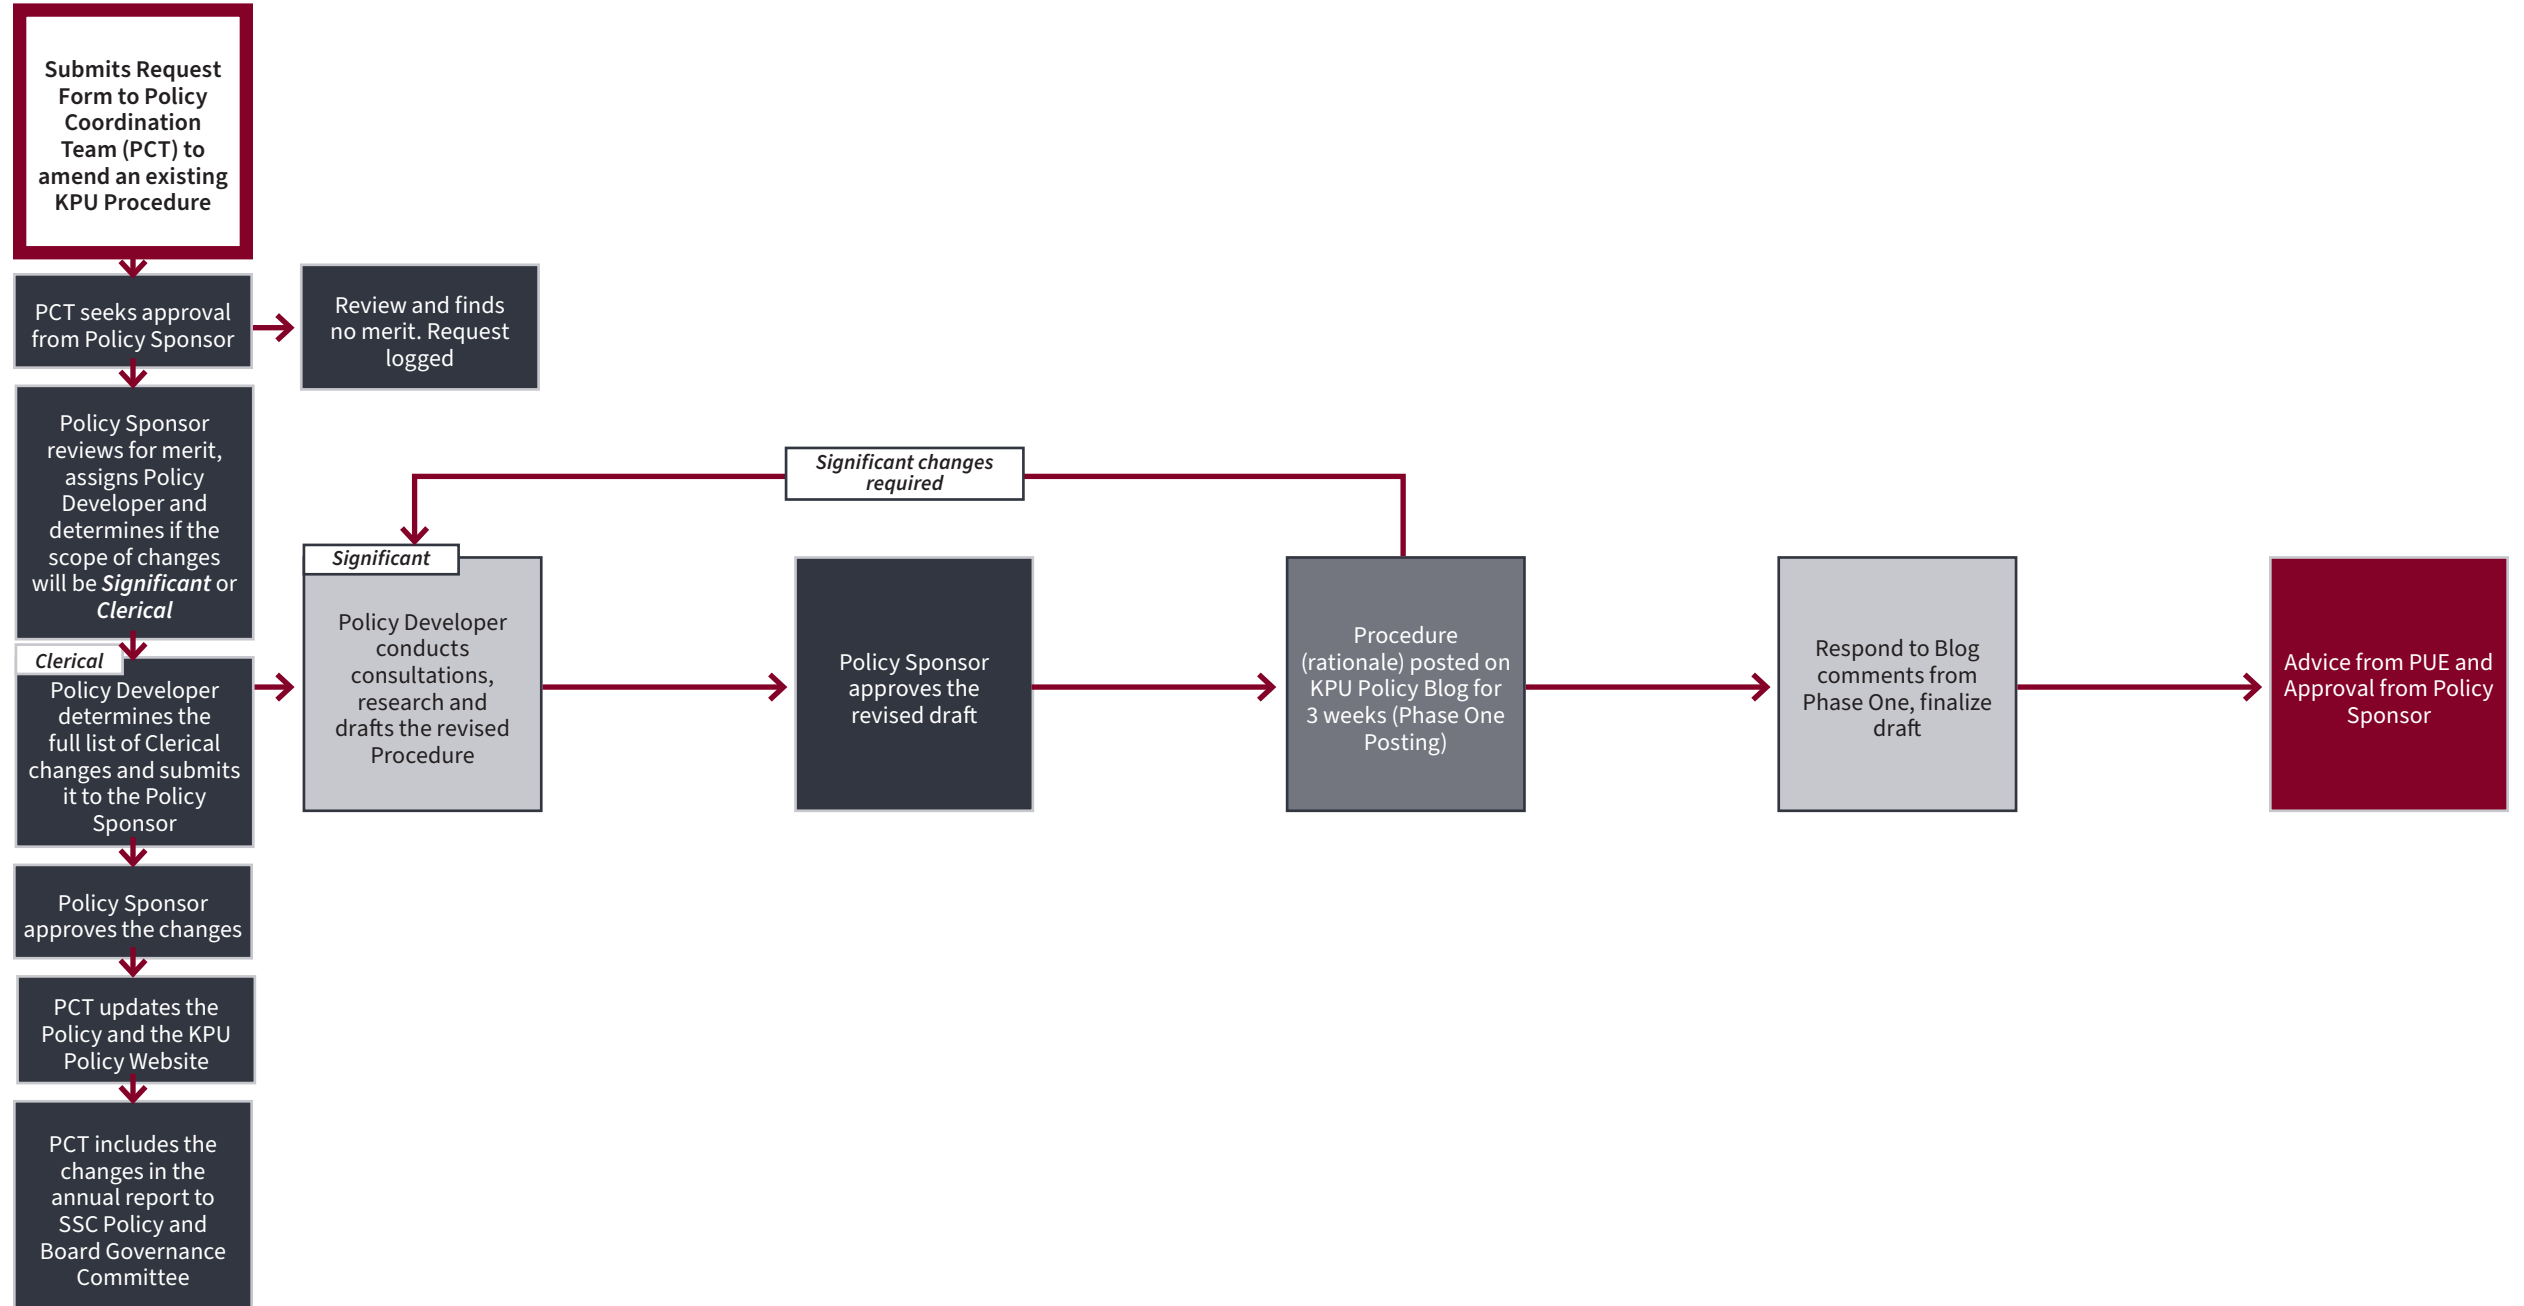 Submits Request
Form to Policy
Coordination
Team (PCT) to
amend an existing
KPU Procedure
PCT seeks approval
from Policy Sponsor
Review and finds
no merit. Request
logged
Policy Sponsor
reviews for merit,
assigns Policy
Developer and
determines if the
scope of changes
will be Significant or
Clerical
Significant changes
required
Clerical
Policy Developer
determines the
full list of Clerical
changes and submits
it to the Policy
Sponsor
Significant
Policy Developer
conducts
consultations,
research and
drafts the revised
Procedure
Policy Sponsor
approves the
revised draft
Procedure
(rationale) posted on
KPU Policy Blog for
3 weeks (Phase One
Posting)
Respond to Blog
comments from
Phase One, finalize
draft
Advice from PUE and
Approval from Policy
Sponsor
Policy Sponsor
approves the changes
PCT updates the
Policy and the KPU
Policy Website
PCT includes the
changes in the
annual report to
SSC Policy and
Board Governance
Committee